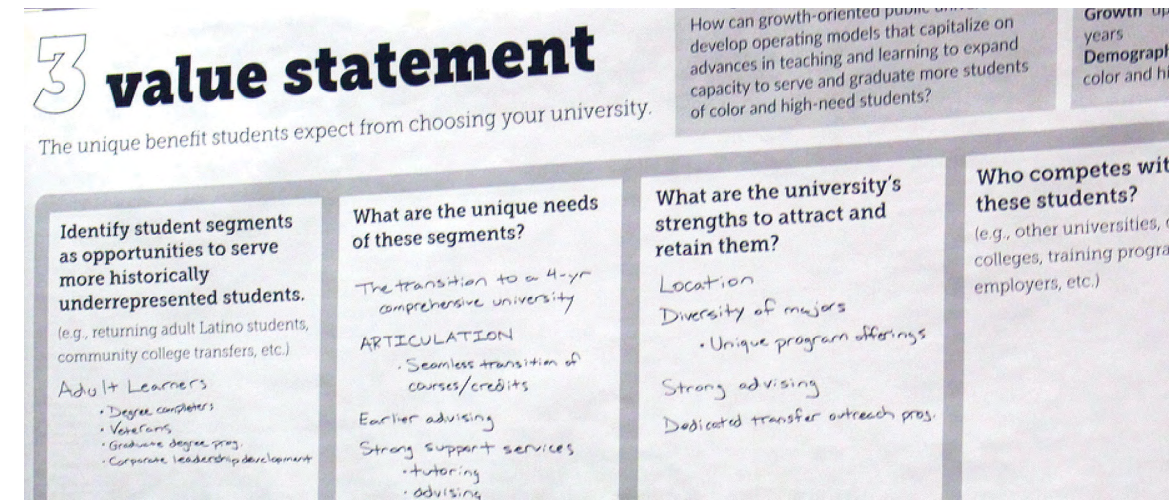 3 value statement
The unique benefit students expect from choosing your university.
How can growth-oriented public
develop operating models that capitalize on
advances in teaching and learning to expand
capacity to serve and graduate more students
of color and high-need students?
Growth up
years
color and
Identify student segments
as opportunities to serve
more historically
underrepresented students.
(e.g., returning adult Latino students,
community college transfers, etc.)
Adult Learners
· Degree completers
· Veterans
· Graduate degree prog.
· Corporate leadership development
What are the unique needs
of these segments?
The transition to a 4-yr
comprehensive university
ARTICULATION
· Seamless transition of
courses/credits
Earlier advising
Strong support services
· tutoring
· advising
What are the university's
strengths to attract and
retain them?
Location
Diversity of majors
· Unique program offerings
Strong advising
Dedicated transfer outreach prog.
Who competes
these students?
(e.g., other universities,
colleges, training
employers, etc.)